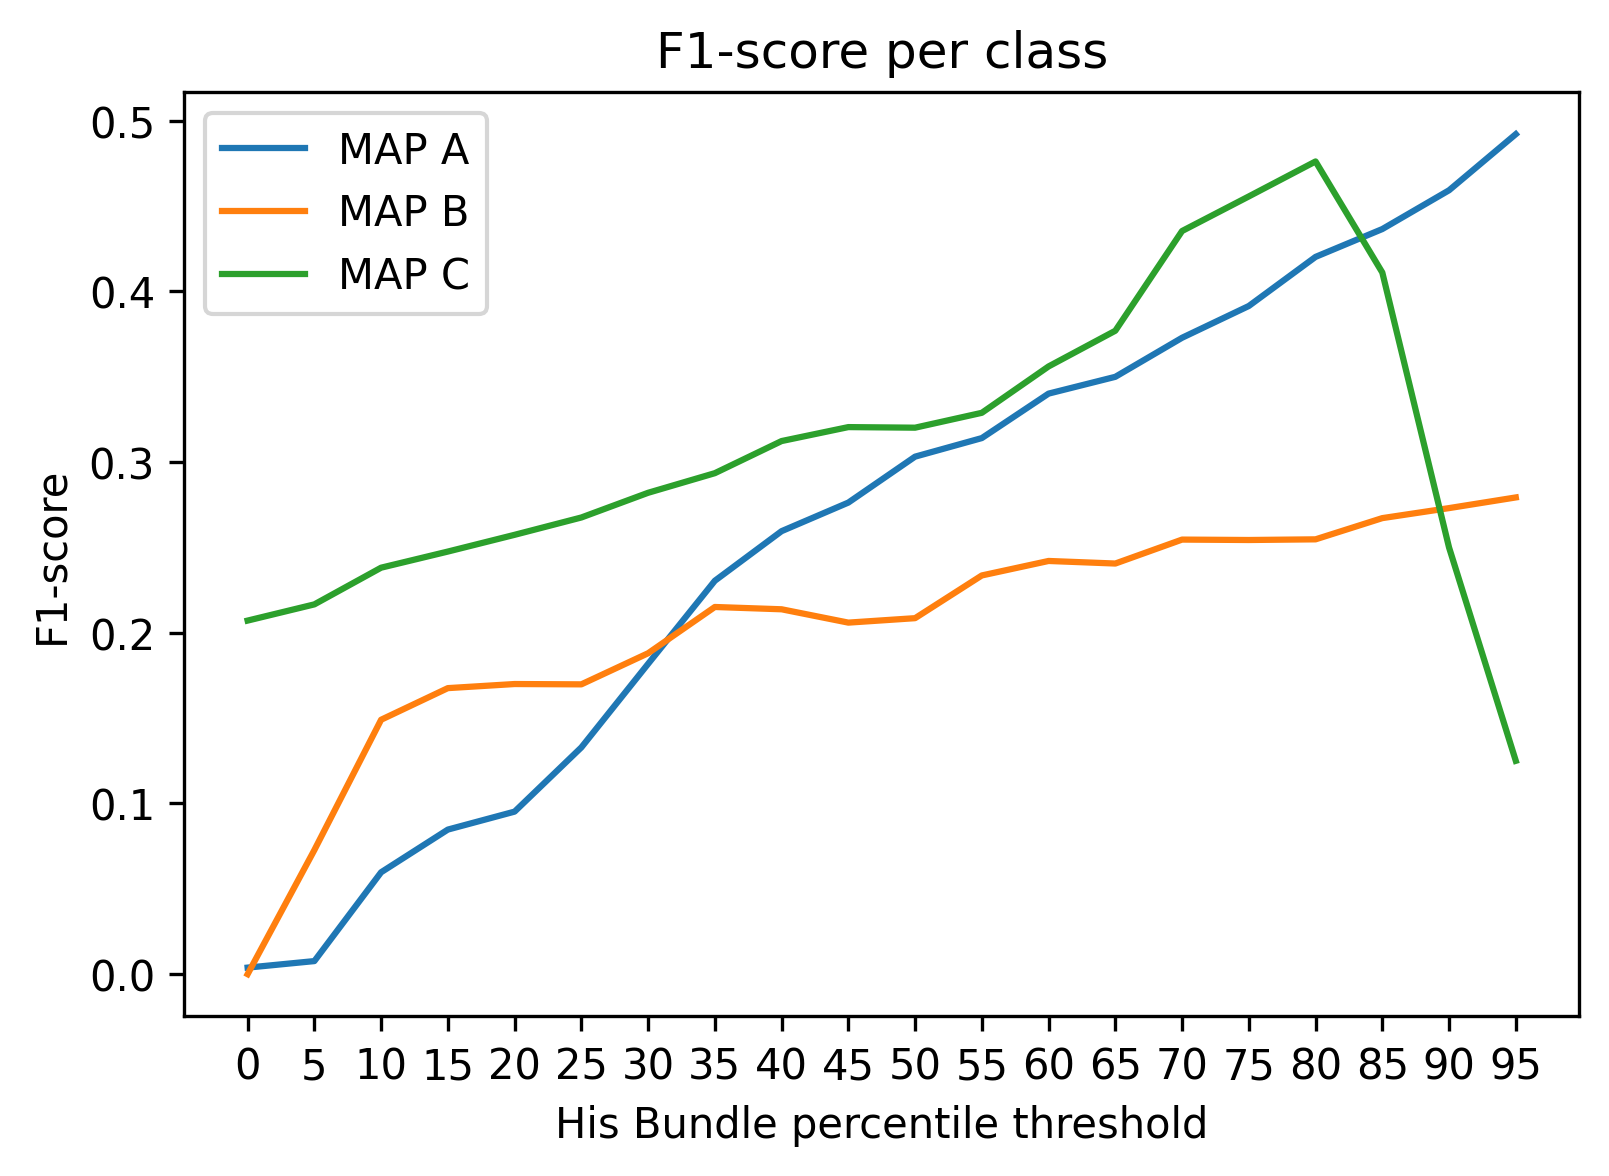 F1-score per class
MAP A
MAP B
MAP C
F1-score
0.5
0.4
0.3
0.2
0.1
0.0
0 5 10 15 20 25 30 35 40 45 50 55 60 65 70 75 80 85 90 95
His Bundle percentile threshold